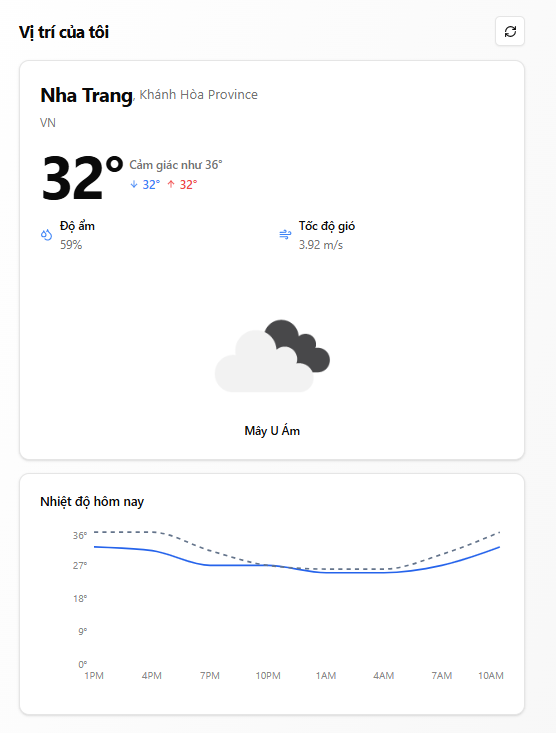 Vị trí của tôi
Nha Trang, Khánh Hòa Province
VN
32° Cảm giác như 36°
↓ 32° ↑ 32°
Độ ẩm
59%
Tốc độ gió
3.92 m/s
Mây U Ám
Nhiệt độ hôm nay
36°
27°
18°
9°
0°
1PM 4PM 7PM 10PM 1AM 4AM 7AM 10AM